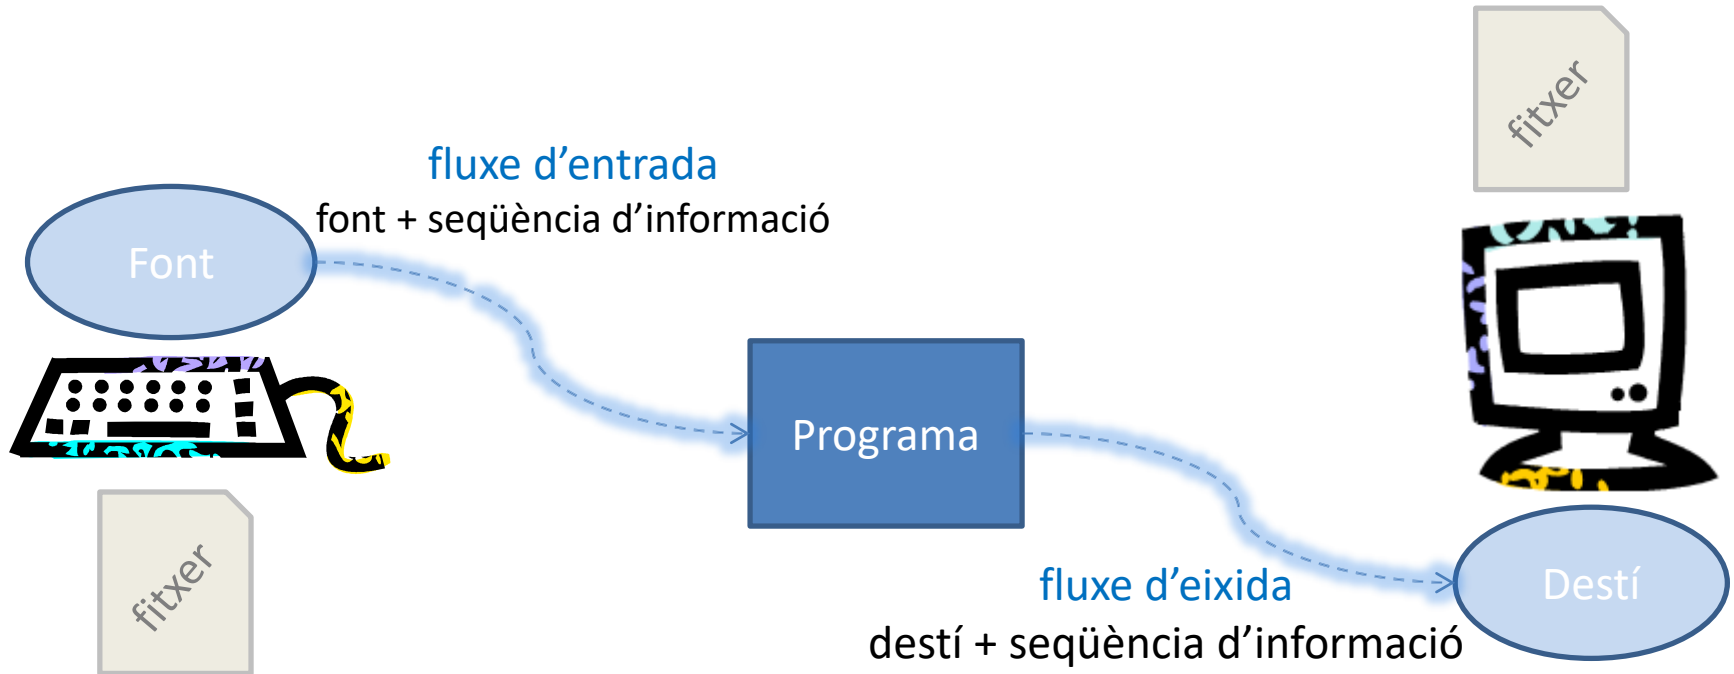 fitxer
fluxe d’entrada
font + seqüència d’informació
Font
Programa
fitxer
fluxe d’eixida
destí + seqüència d’informació
Destí